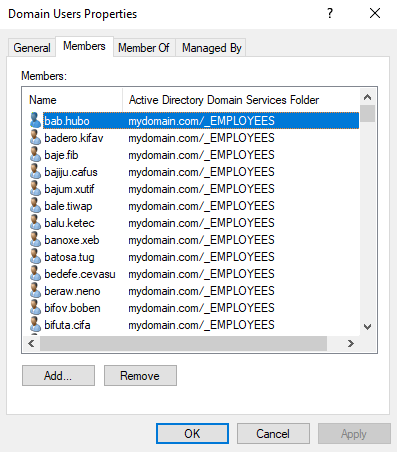 Domain Users Properties ? ×
General Members Member Of Managed By
Members:
Name Active Directory Domain Services Folder
bab.hubo mydomain.com/_EMPLOYEES
badero.kifav mydomain.com/_EMPLOYEES
baje.fib mydomain.com/_EMPLOYEES
bajiju.cafus mydomain.com/_EMPLOYEES
bajum.xutif mydomain.com/_EMPLOYEES
bale.tiwap mydomain.com/_EMPLOYEES
balu.ketec mydomain.com/_EMPLOYEES
banoxe.xeb mydomain.com/_EMPLOYEES
batosa.tug mydomain.com/_EMPLOYEES
bedefe.cevasu mydomain.com/_EMPLOYEES
beraw.neno mydomain.com/_EMPLOYEES
bifov.boben mydomain.com/_EMPLOYEES
bifuta.cifa mydomain.com/_EMPLOYEES
Add... Remove
OK Cancel Apply